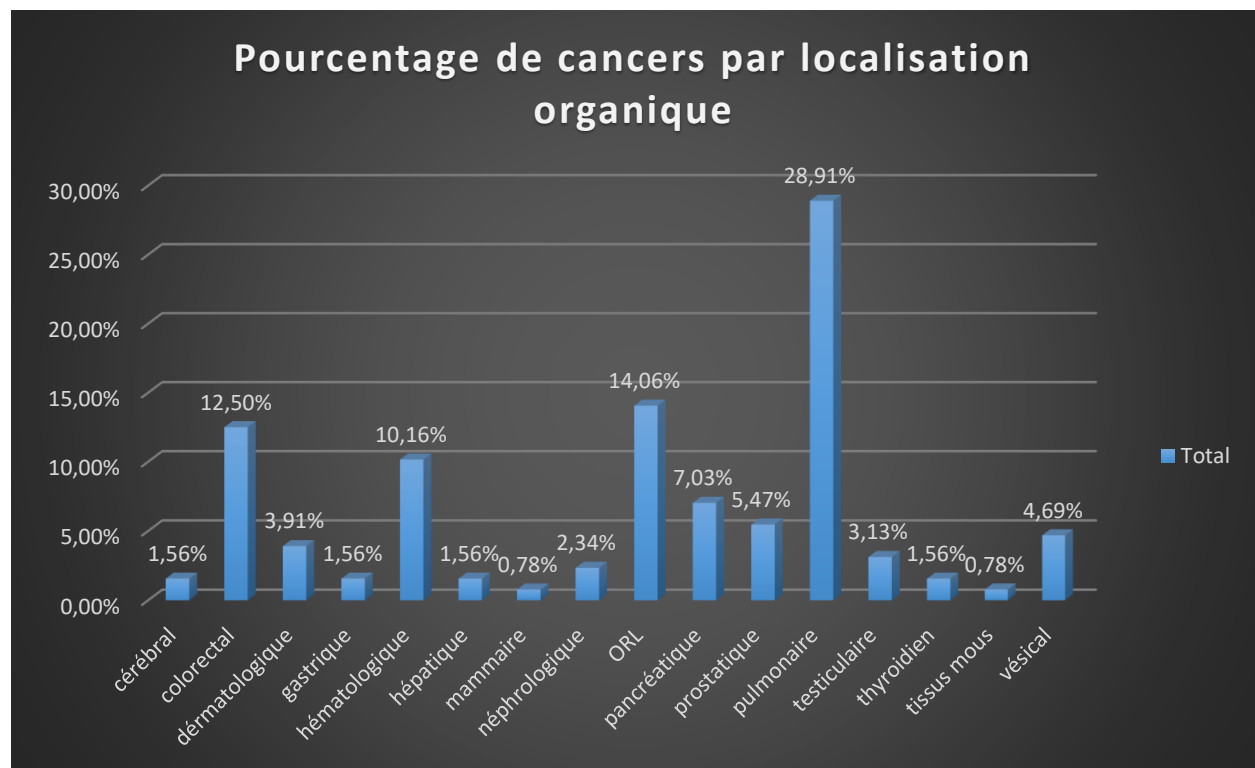 Pourcentage de cancers par localisation
organique
30,00%
25,00%
20,00%
15,00%
10,00%
5,00%
0,00%
1,56%
12,50%
3,91%
1,56%
10,16%
1,56%
0,78%
2,34%
14,06%
7,03%
5,47%
28,91%
3,13%
1,56%
0,78%
4,69%
cérébral
colorectal
dérmatologique
gastrique
hématologique
hépatique
mammaire
néphrologique
ORL
pancréatique
prostatique
pulmonaire
testiculaire
thyroidien
tissus mous
vésical
Total